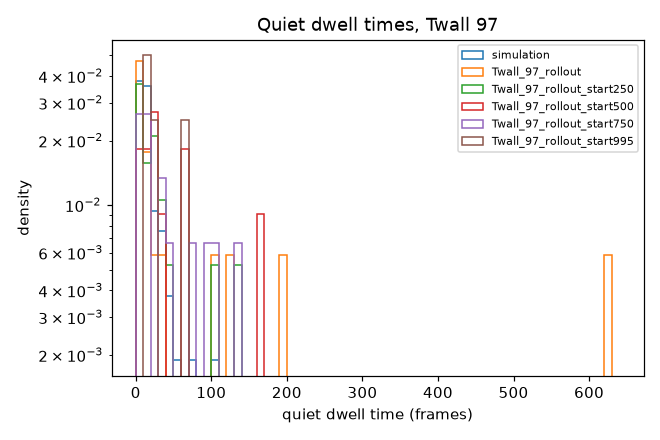 Quiet dwell times, Twall 97
simulation
Twall_97_rollout
Twall_97_rollout_start250
Twall_97_rollout_start500
Twall_97_rollout_start750
Twall_97_rollout_start995
4 × 10⁻²
3 × 10⁻²
2 × 10⁻²
10⁻²
6 × 10⁻³
4 × 10⁻³
3 × 10⁻³
2 × 10⁻³
density
0 100 200 300 400 500 600
quiet dwell time (frames)